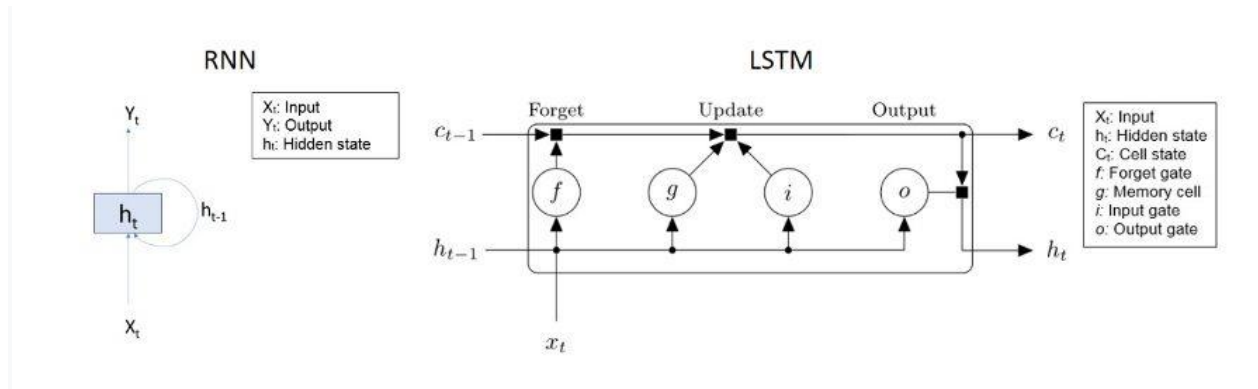 RNN
Yₜ
hₜ
hₜ₋₁
Xₜ
Xₜ: Input
Yₜ: Output
hₜ: Hidden state
LSTM
Forget Update Output
cₜ₋₁
cₜ
f
g
i
o
hₜ₋₁
hₜ
xₜ
Xₜ: Input
hₜ: Hidden state
Cₜ: Cell state
f: Forget gate
g: Memory cell
i: Input gate
o: Output gate